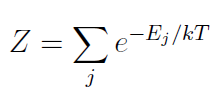 Z = \sum_{j} e^{-E_j/kT}